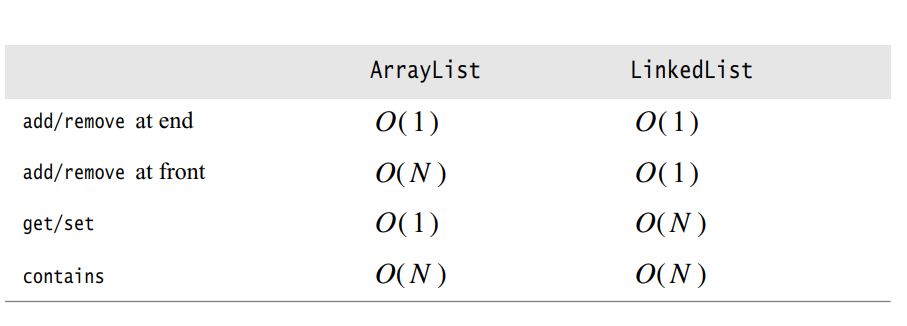 ArrayList LinkedList
add/remove at end O(1) O(1)
add/remove at front O(N) O(1)
get/set O(1) O(N)
contains O(N) O(N)